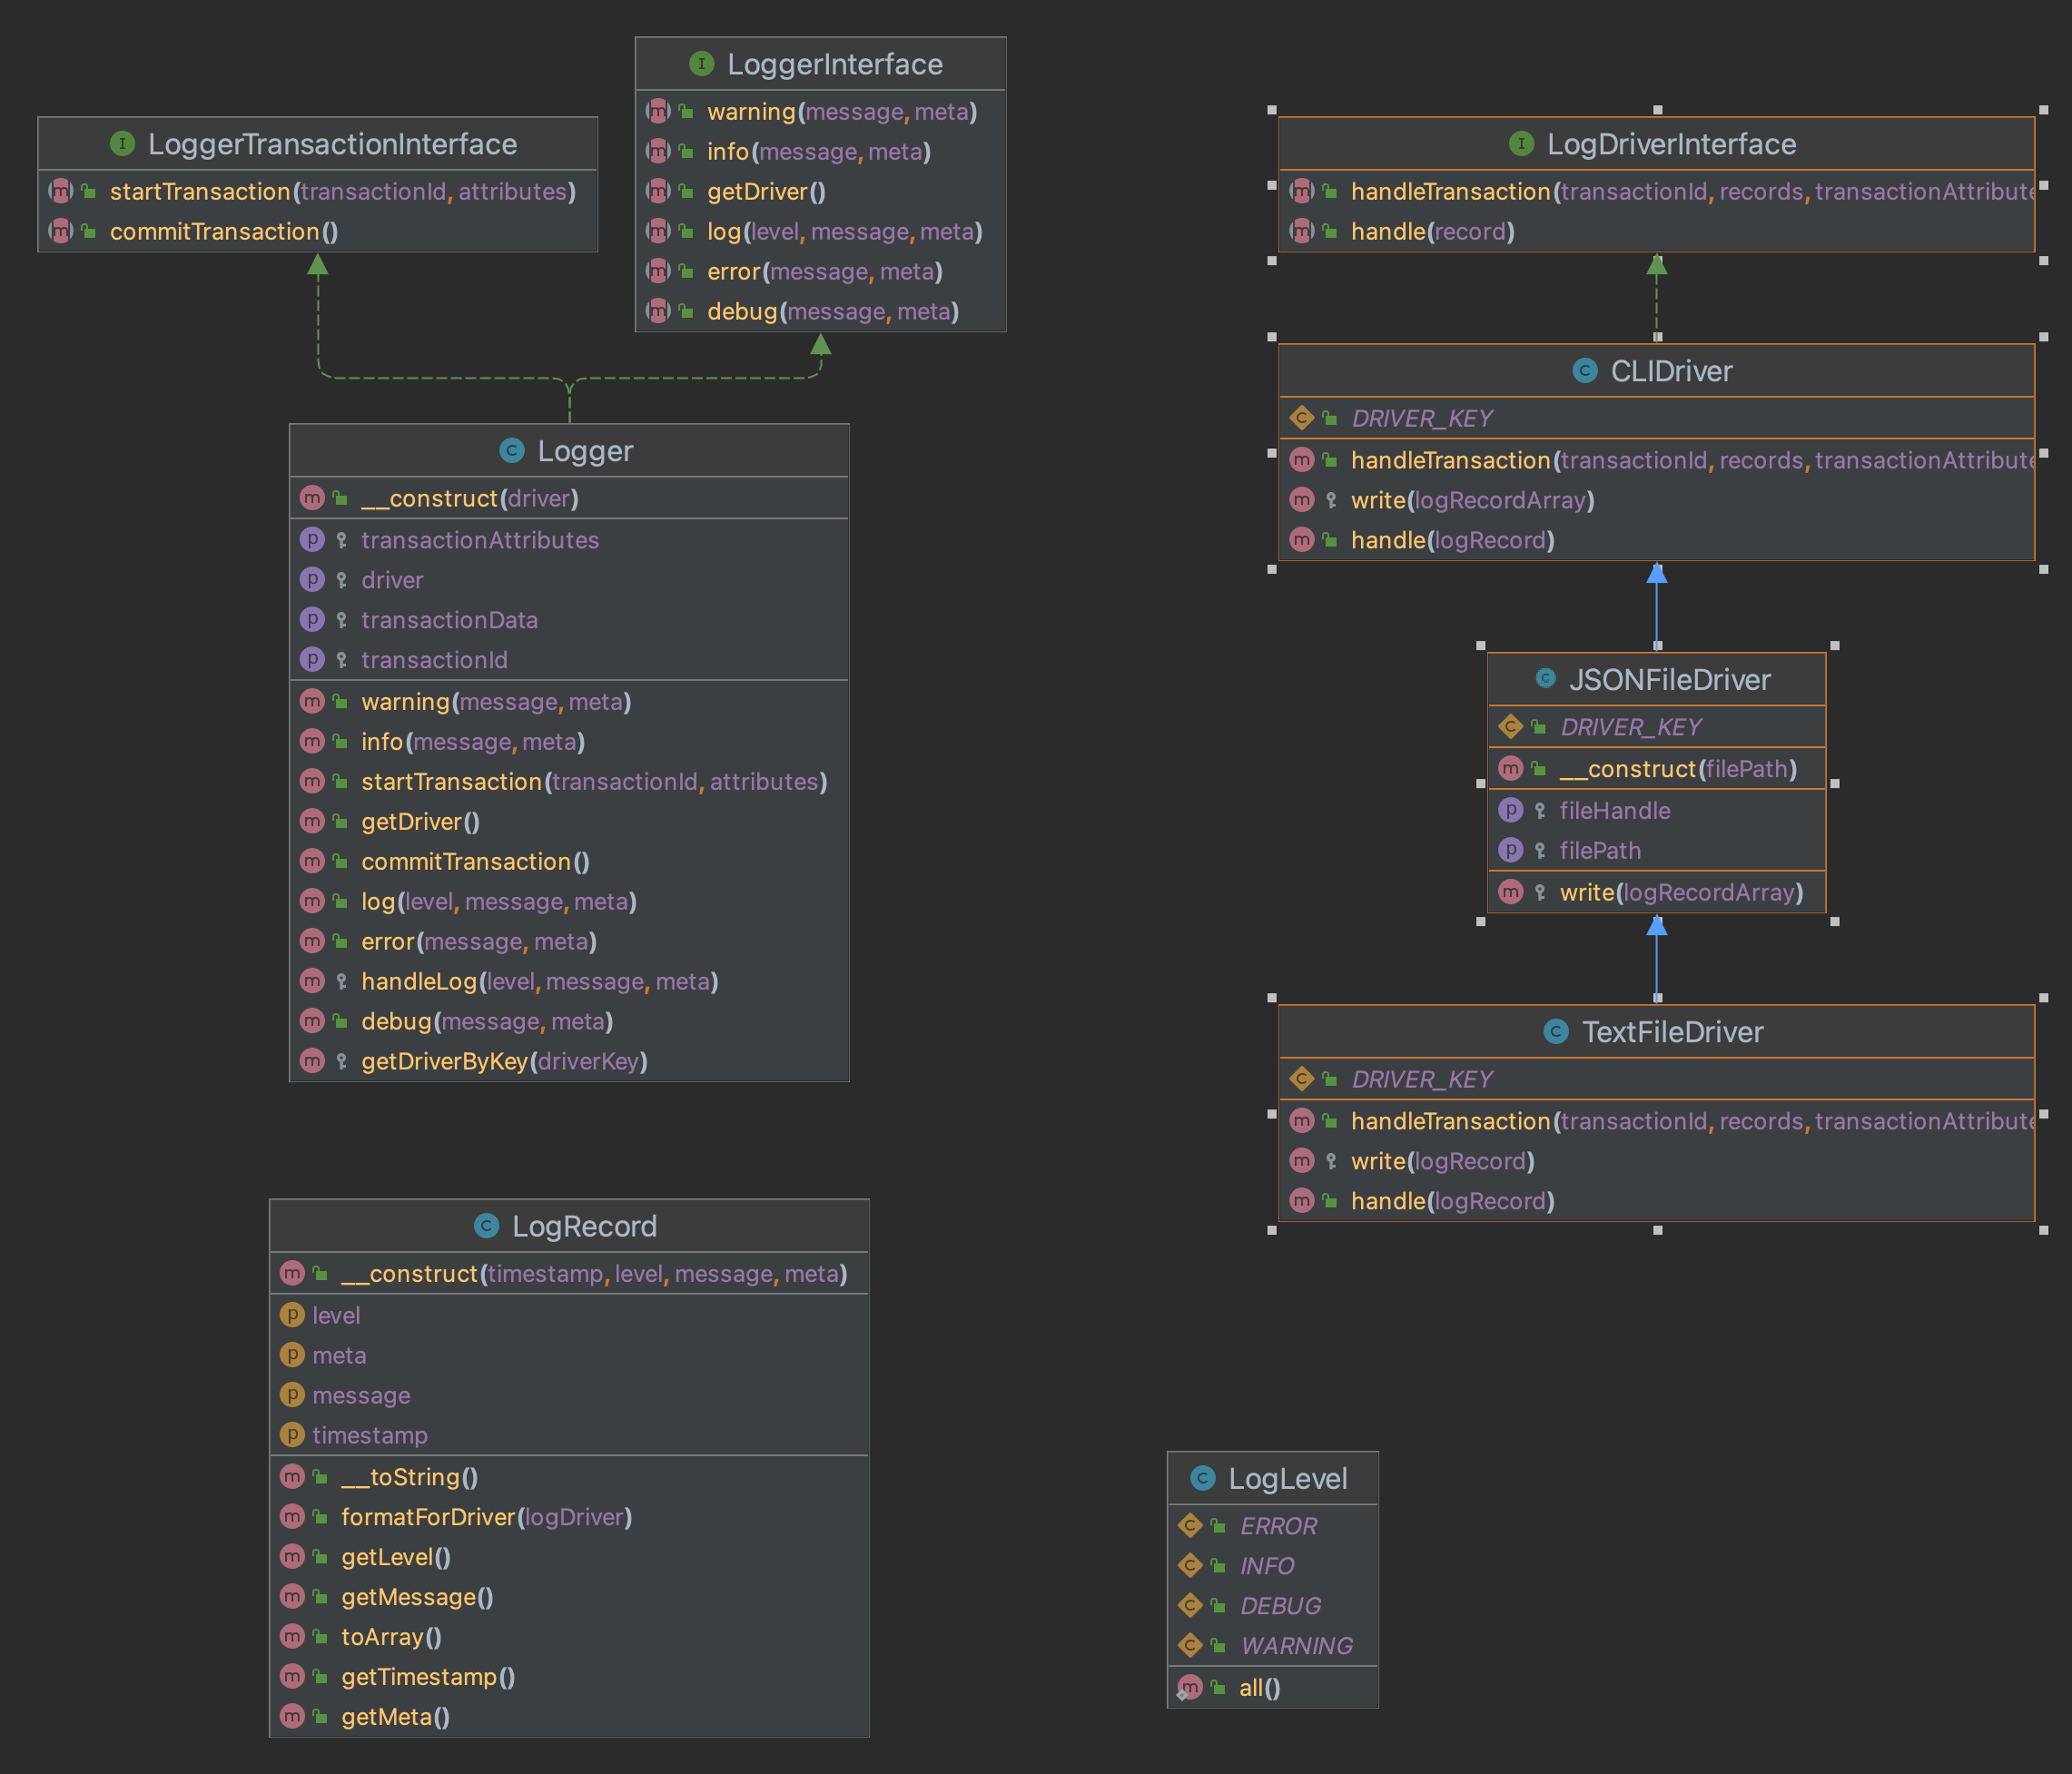 LoggerTransactionInterface
startTransaction(transactionId, attributes)
commitTransaction()
LoggerInterface
warning(message, meta)
info(message, meta)
getDriver()
log(level, message, meta)
error(message, meta)
debug(message, meta)
Logger
__construct(driver)
transactionAttributes
driver
transactionData
transactionId
warning(message, meta)
info(message, meta)
startTransaction(transactionId, attributes)
getDriver()
commitTransaction()
log(level, message, meta)
error(message, meta)
handleLog(level, message, meta)
debug(message, meta)
getDriverByKey(driverKey)
LogRecord
__construct(timestamp, level, message, meta)
level
meta
message
timestamp
__toString()
formatForDriver(logDriver)
getLevel()
getMessage()
toArray()
getTimestamp()
getMeta()
LogDriverInterface
handleTransaction(transactionId, records, transactionAttribute
handle(record)
CLIDriver
DRIVER_KEY
handleTransaction(transactionId, records, transactionAttribute
write(logRecordArray)
handle(logRecord)
JSONFileDriver
DRIVER_KEY
__construct(filePath)
fileHandle
filePath
write(logRecordArray)
TextFileDriver
DRIVER_KEY
handleTransaction(transactionId, records, transactionAttribute
write(logRecord)
handle(logRecord)
LogLevel
ERROR
INFO
DEBUG
WARNING
all()